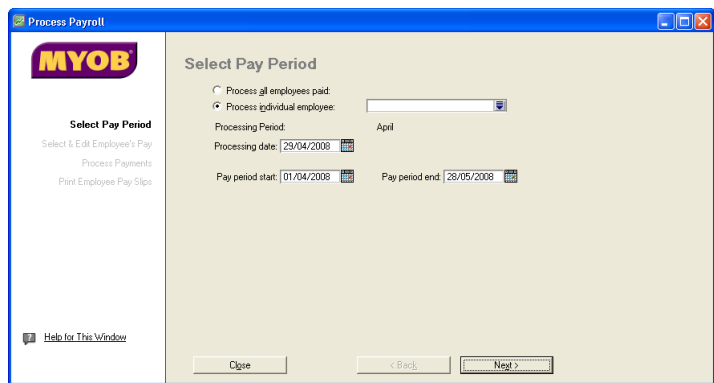 Process Payroll
MYOB
Select Pay Period
Select & Edit Employee's Pay
Process Payments
Print Employee Pay Slips
Help for This Window
Select Pay Period
Process all employees paid:
Process individual employee:
Processing Period: April
Processing date: 29/04/2008
Pay period start: 01/04/2008 Pay period end: 28/05/2008
Close < Back Next >